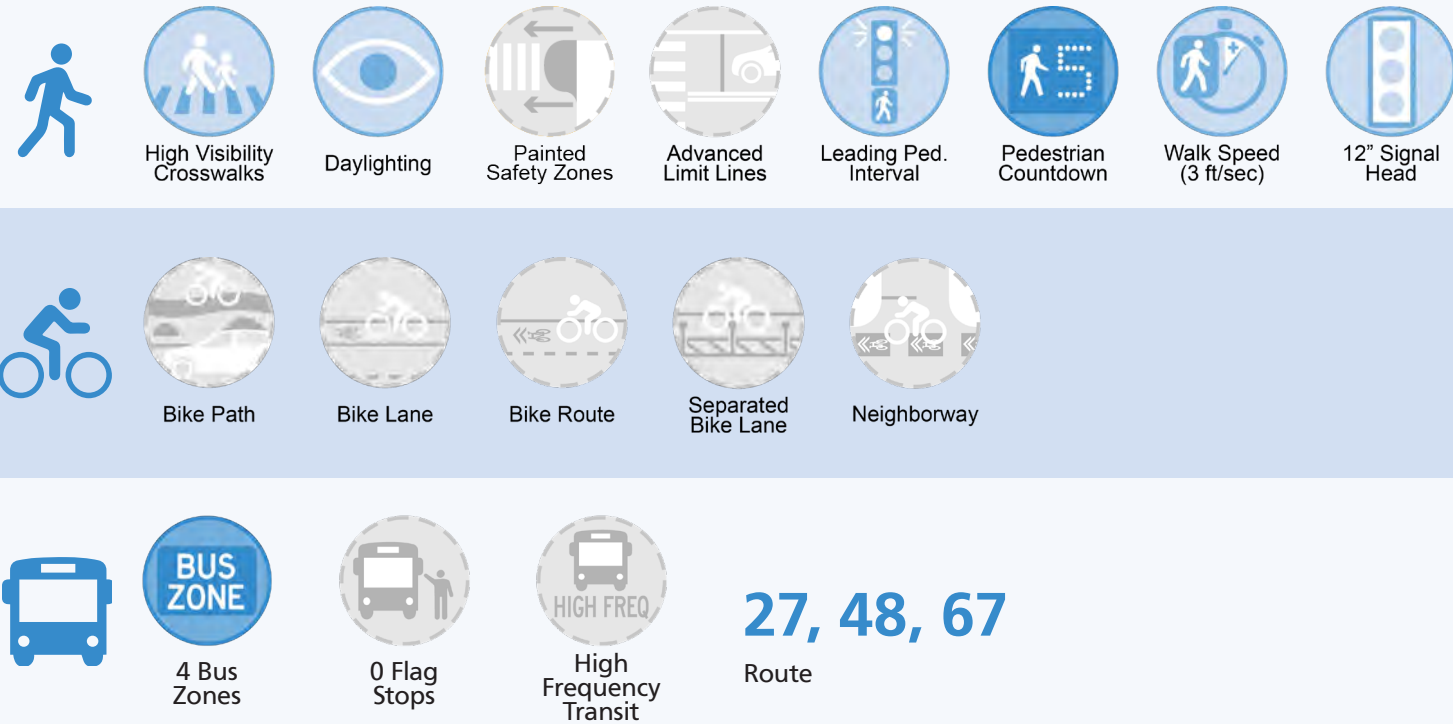 High Visibility
Crosswalks
Daylighting
Painted
Safety Zones
Advanced
Limit Lines
Leading Ped.
Interval
5
Pedestrian
Countdown
Walk Speed
(3 ft/sec)
12” Signal
Head
Bike Path
Bike Lane
Bike Route
Separated
Bike Lane
Neighborway
BUS
ZONE
4 Bus
Zones
0 Flag
Stops
HIGH FREQ
High
Frequency
Transit
27, 48, 67
Route